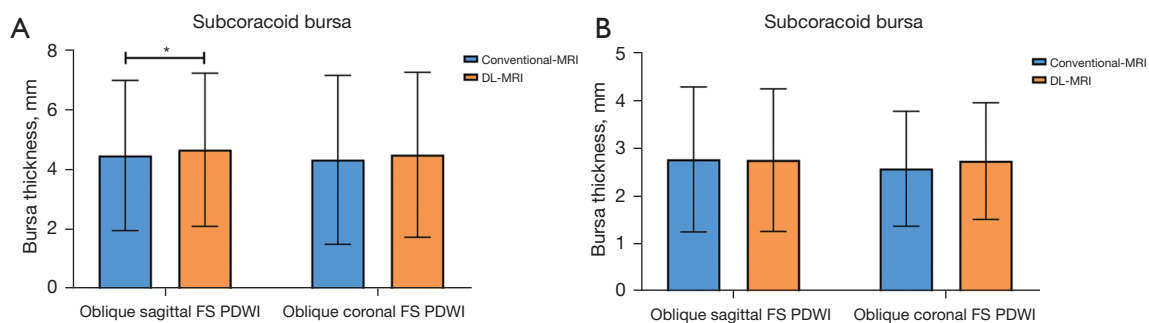 A
Subcoracoid bursa
Bursa thickness, mm
8
6
4
2
0
*
Conventional-MRI
DL-MRI
Oblique sagittal FS PDWI
Oblique coronal FS PDWI
B
Subcoracoid bursa
Bursa thickness, mm
5
4
3
2
1
0
Conventional-MRI
DL-MRI
Oblique sagittal FS PDWI
Oblique coronal FS PDWI